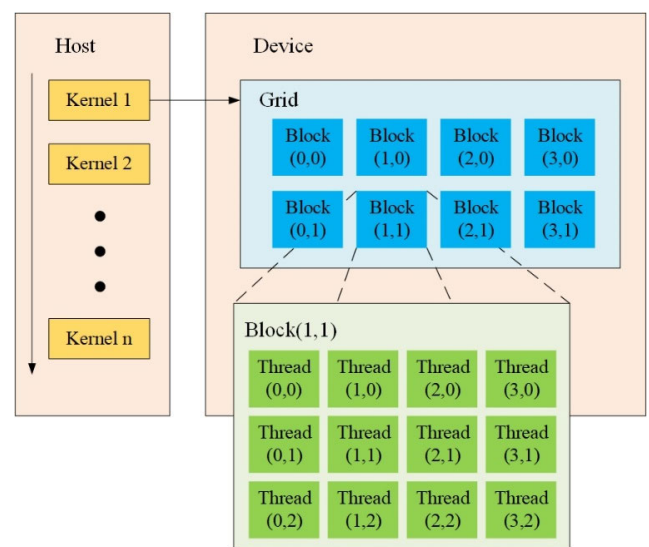 Host
Kernel 1
Kernel 2
Kernel n
Device
Grid
Block
(0,0)
Block
(1,0)
Block
(2,0)
Block
(3,0)
Block
(0,1)
Block
(1,1)
Block
(2,1)
Block
(3,1)
Block(1,1)
Thread
(0,0)
Thread
(1,0)
Thread
(2,0)
Thread
(3,0)
Thread
(0,1)
Thread
(1,1)
Thread
(2,1)
Thread
(3,1)
Thread
(0,2)
Thread
(1,2)
Thread
(2,2)
Thread
(3,2)